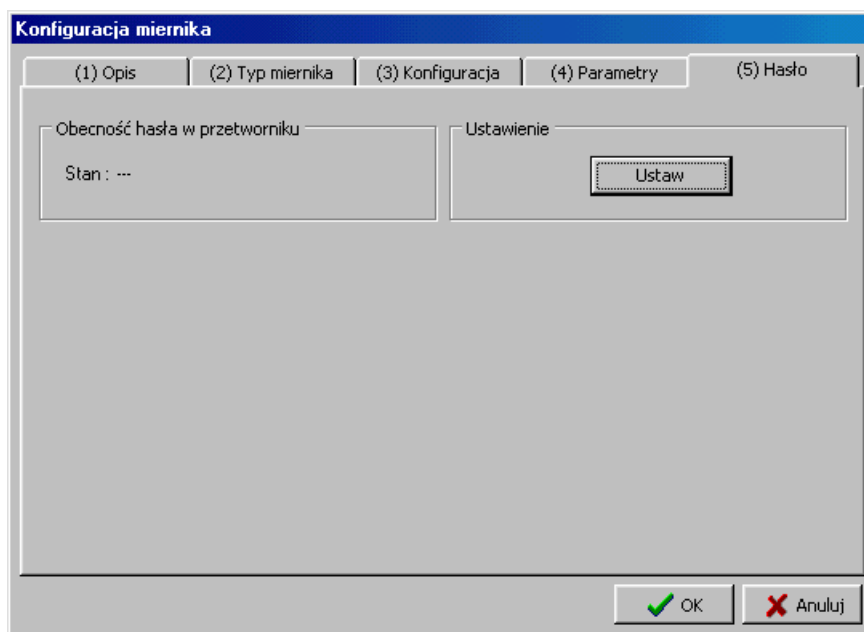 Konfiguracja miernika
(1) Opis
(2) Typ miernika
(3) Konfiguracja
(4) Parametry
(5) Hasło
Obecność hasła w przetworniku
Stan : ---
Ustawienie
Ustaw
OK
Anuluj